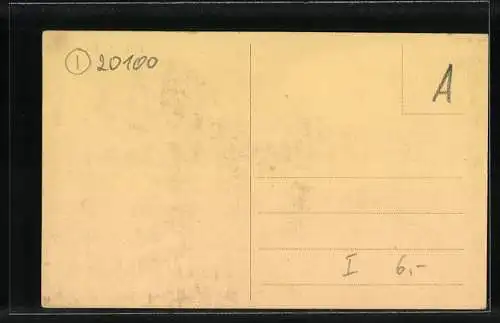 ① 20100
A
I 6,-